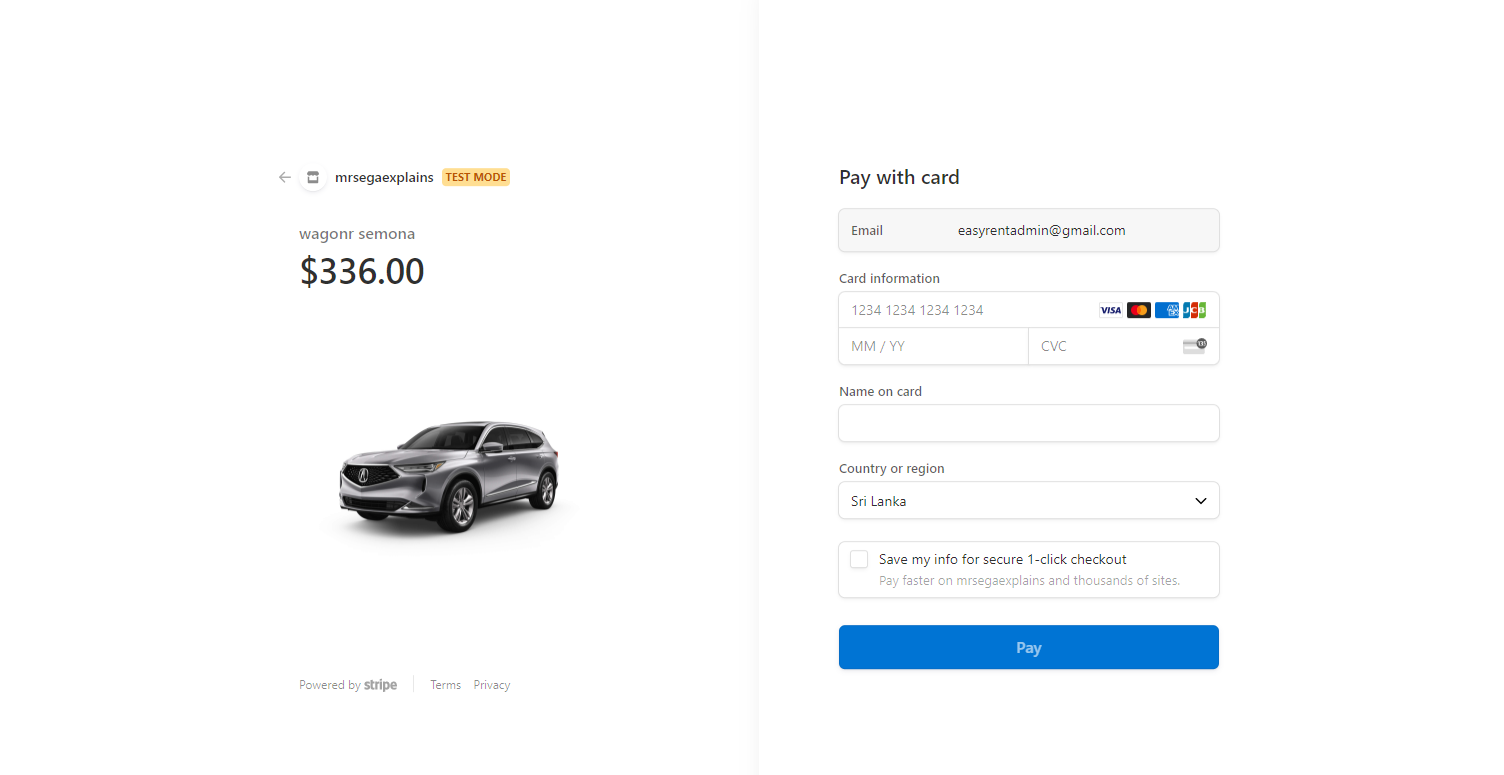 mrsegaexplains TEST MODE
wagonr semona
$336.00
Powered by stripe
Terms
Privacy
Pay with card
Email easyrentadmin@gmail.com
Card information
1234 1234 1234 1234 VISA AMEX JCB
MM / YY CVC
Name on card
Country or region
Sri Lanka
Save my info for secure 1-click checkout
Pay faster on mrsegaexplains and thousands of sites.
Pay